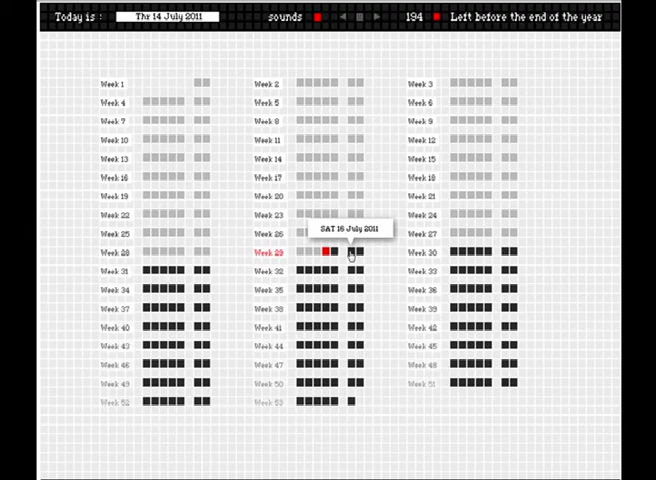 Today is : Thr 14 July 2011 sounds 194 Left before the end of the year
Week 1 Week 2 Week 3
Week 4 Week 5 Week 6
Week 7 Week 8 Week 9
Week 10 Week 11 Week 12
Week 13 Week 14 Week 15
Week 16 Week 17 Week 18
Week 19 Week 20 Week 21
Week 22 Week 23 Week 24
SAT 16 July 2011
Week 25 Week 26 Week 27
Week 28 Week 29 Week 30
Week 31 Week 32 Week 33
Week 34 Week 35 Week 36
Week 37 Week 38 Week 39
Week 40 Week 41 Week 42
Week 43 Week 44 Week 45
Week 46 Week 47 Week 48
Week 49 Week 50 Week 51
Week 52 Week 53